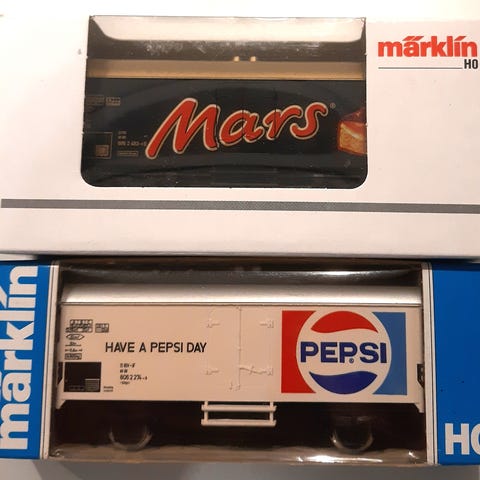 märklin
HO
Mars
märklin
HAVE A PEPSI DAY
PEPSI
HO